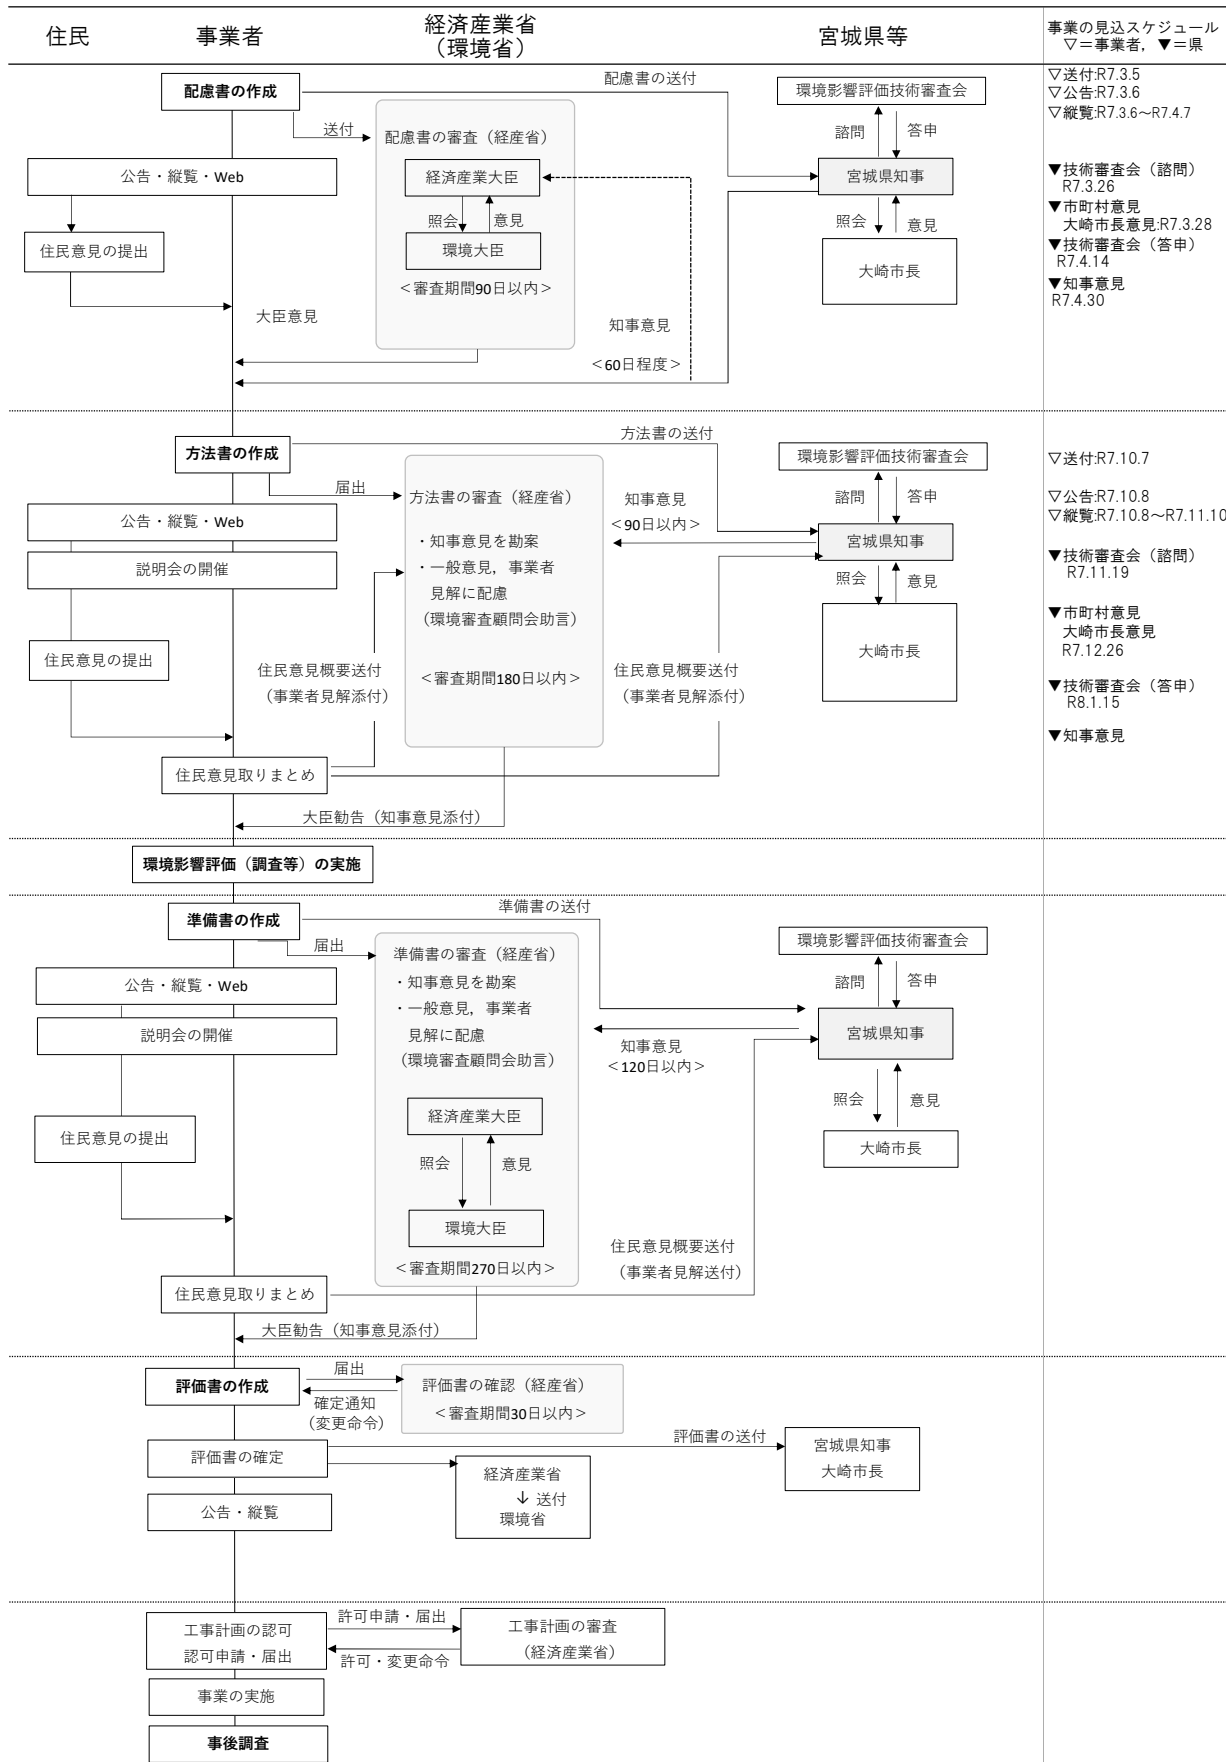 住民
事業者
経済産業省
（環境省）
宮城県等
事業の見込スケジュール
▽＝事業者，▼＝県
配慮書の作成
配慮書の送付
送付
配慮書の審査（経産省）
環境影響評価技術審査会
諮問
答申
▽送付:R7.3.5
▽公告:R7.3.6
▽縦覧:R7.3.6～R7.4.7
公告・縦覧・Web
経済産業大臣
宮城県知事
▼技術審査会（諮問）
R7.3.26
照会
意見
照会
意見
▼市町村意見
大崎市長意見:R7.3.28
住民意見の提出
環境大臣
大崎市長
▼技術審査会（答申）
R7.4.14
＜審査期間90日以内＞
▼知事意見
R7.4.30
大臣意見
知事意見
＜60日程度＞
方法書の作成
方法書の送付
届出
方法書の審査（経産省）
知事意見
＜90日以内＞
環境影響評価技術審査会
諮問
答申
▽送付:R7.10.7
▽公告:R7.10.8
▽縦覧:R7.10.8～R7.11.10
公告・縦覧・Web
・知事意見を勘案
・一般意見，事業者
見解に配慮
（環境審査顧問会助言）
宮城県知事
説明会の開催
照会
意見
▼技術審査会（諮問）
R7.11.19
▼市町村意見
大崎市長意見
R7.12.26
住民意見の提出
大崎市長
住民意見概要送付
（事業者見解添付）
＜審査期間180日以内＞
住民意見概要送付
（事業者見解添付）
▼技術審査会（答申）
R8.1.15
▼知事意見
住民意見取りまとめ
大臣勧告（知事意見添付）
環境影響評価（調査等）の実施
準備書の作成
準備書の送付
届出
準備書の審査（経産省）
・知事意見を勘案
・一般意見，事業者
見解に配慮
（環境審査顧問会助言）
環境影響評価技術審査会
諮問
答申
公告・縦覧・Web
説明会の開催
宮城県知事
知事意見
＜120日以内＞
照会
意見
住民意見の提出
経済産業大臣
照会
意見
環境大臣
大崎市長
＜審査期間270日以内＞
住民意見概要送付
（事業者見解送付）
住民意見取りまとめ
大臣勧告（知事意見添付）
評価書の作成
届出
確定通知
（変更命令）
評価書の確認（経産省）
＜審査期間30日以内＞
評価書の確定
評価書の送付
宮城県知事
大崎市長
経済産業省
↓ 送付
環境省
公告・縦覧
工事計画の認可
認可申請・届出
許可申請・届出
許可・変更命令
工事計画の審査
（経済産業省）
事業の実施
事後調査